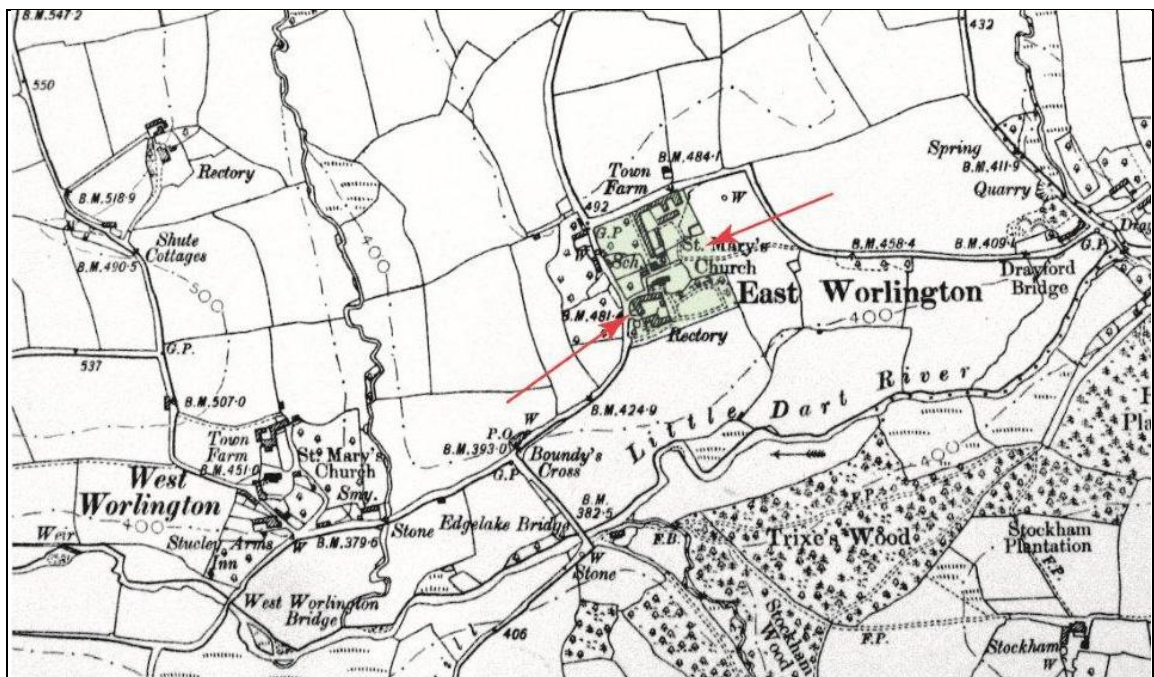 B.M.547.2
432
550
Rectory
B.M.518.9
Shute
Cottages
B.M.490.5
500
400
Town
Farm
B.M.484.1
492
W
G.P
Sch
St. Mary's
Church
East Worlington
B.M.481.
Rectory
Spring
B.M.411.9
Quarry
B.M.458.4
B.M.409.1
G.P
Dra
Drayford
Bridge
400
537
G.P.
B.M.507.0
Town
Farm
B.M.451.0
St. Mary's
Church
West
Worlington
400
Smy.
Weir
Stucley Arms
Inn
W
B.M.379.6
Stone
West Worlington
Bridge
W
B.M.424.9
P.O.
B.M.393.0
Boundy's
Cross
G.P
Little Dart River
Edgelake Bridge
B.M.
382.5
W
Stone
406
F.B.
F.P.
400
Trixe's Wood
Stockham
Plantation
F.P.
Stockham
Wood
F.P.
Stockham
W
Pla